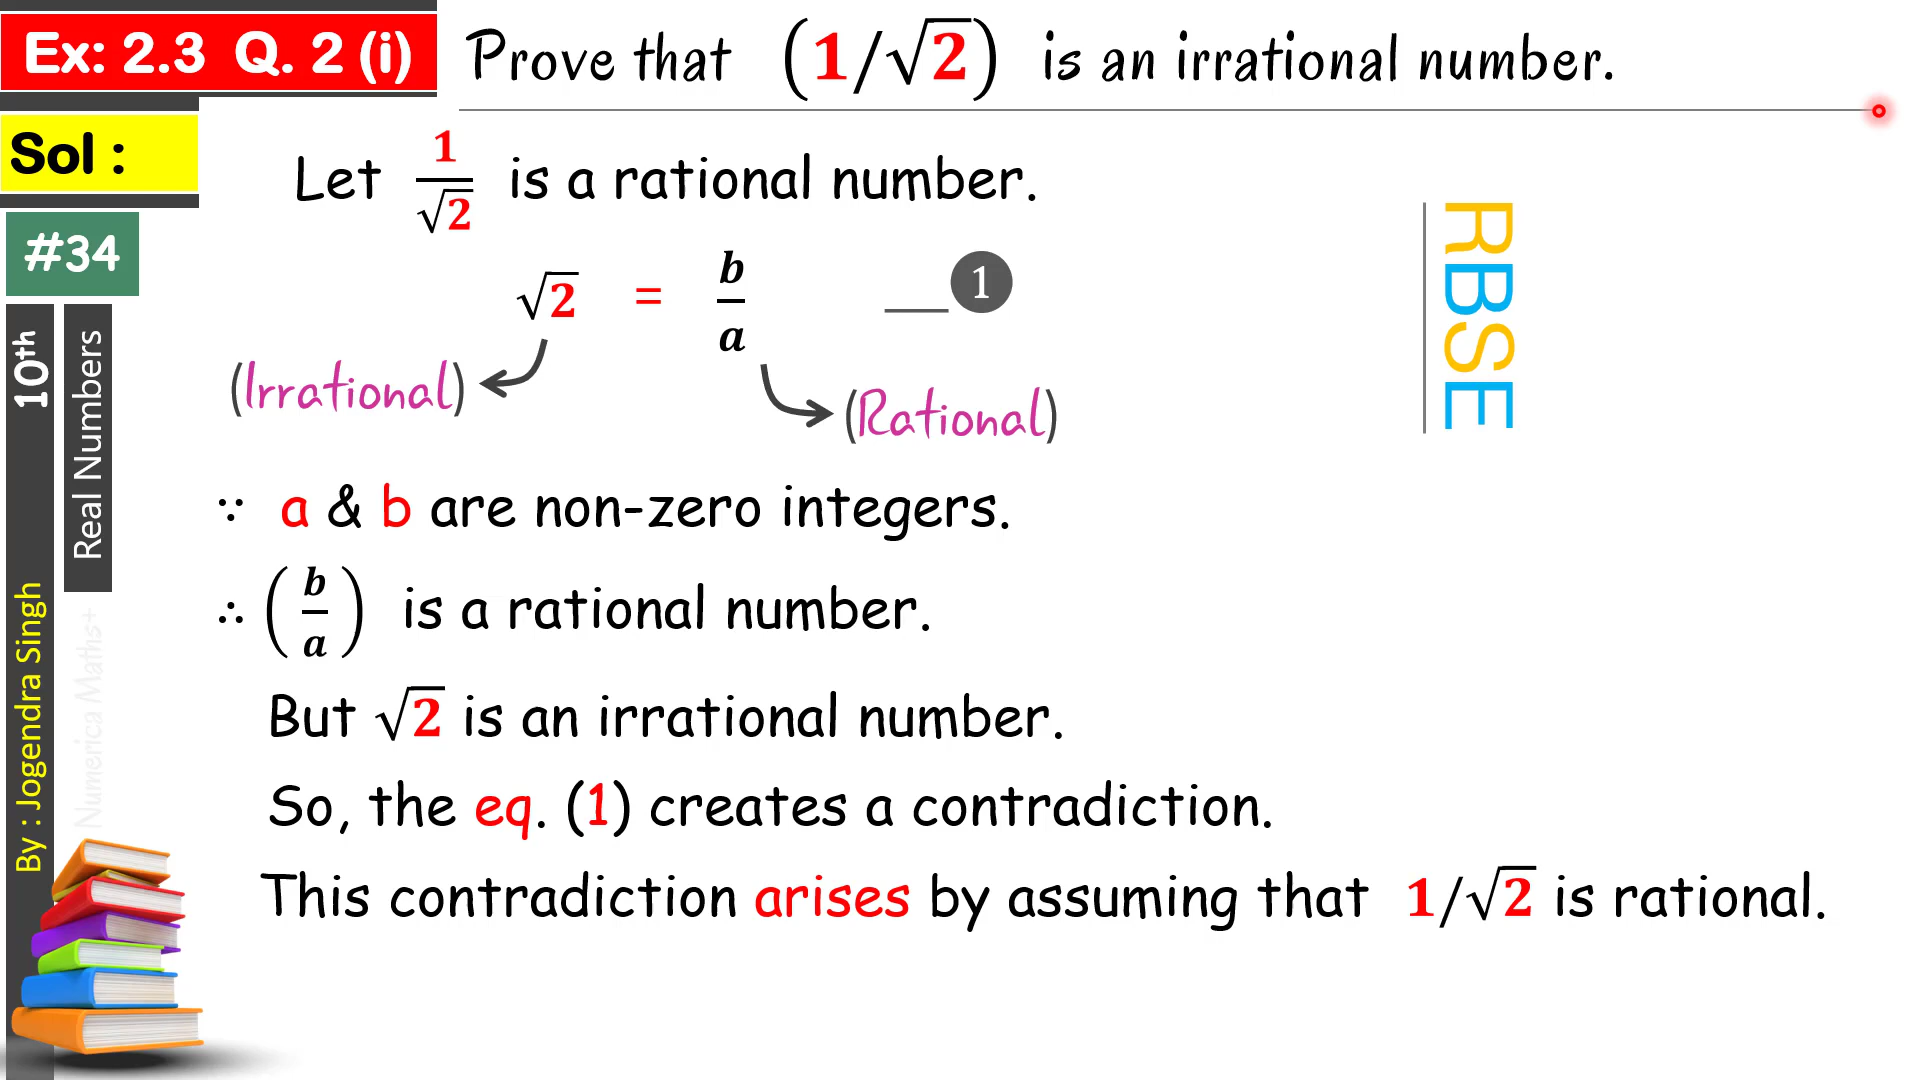 Ex: 2.3 Q. 2 (i)
Prove that (1/√2) is an irrational number.
Sol :
Let 1/√2 is a rational number.
#34
√2 = b/a __1
(Irrational)
(Rational)
RBSE
10th
Real Numbers
∵ a & b are non-zero integers.
∴ (b/a) is a rational number.
By : Jogendra Singh
Numerica Maths+
But √2 is an irrational number.
So, the eq. (1) creates a contradiction.
This contradiction arises by assuming that 1/√2 is rational.